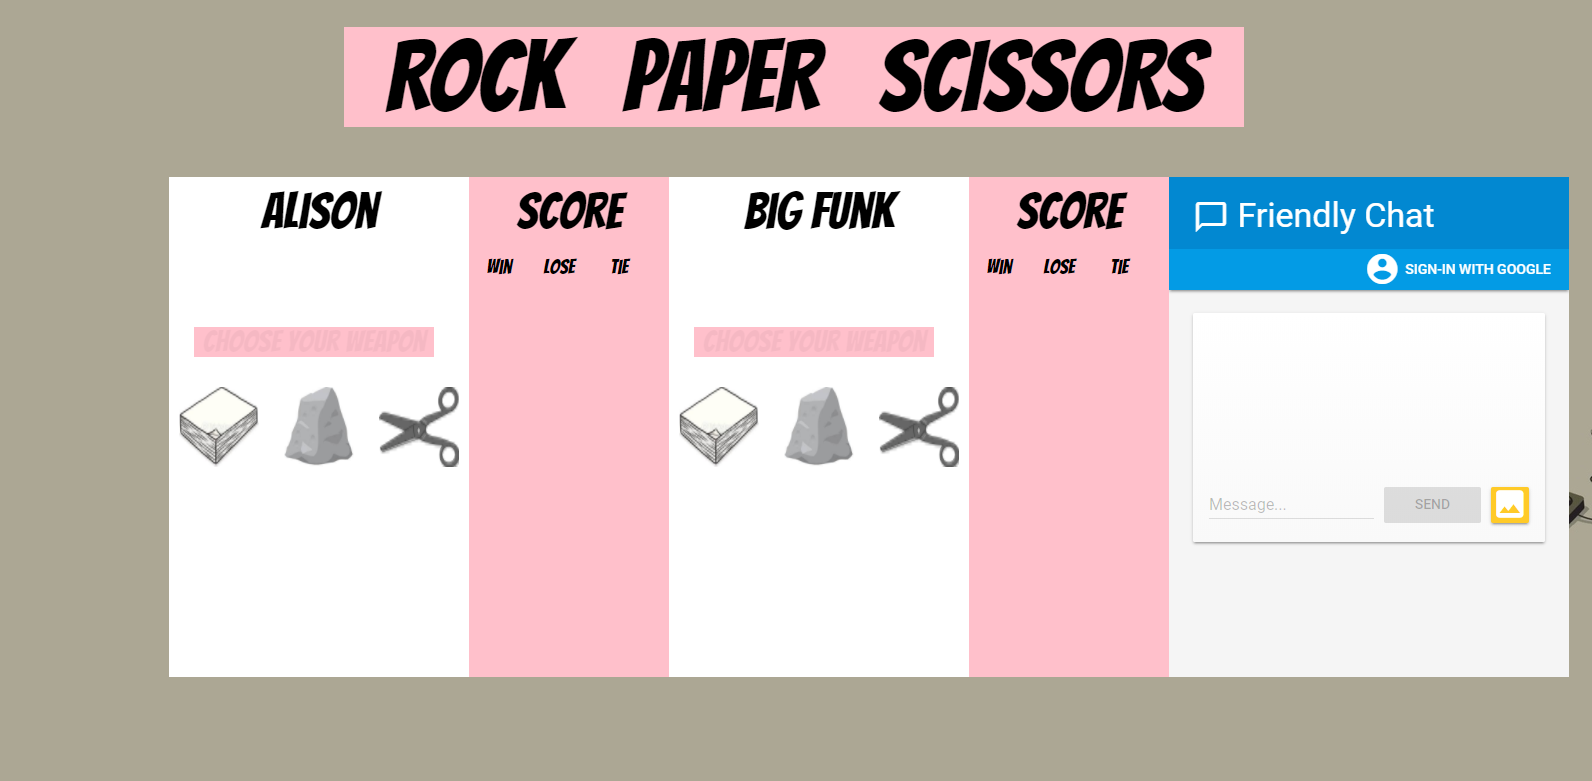 ROCK PAPER SCISSORS
ALISON
CHOOSE YOUR WEAPON
SCORE
WIN LOSE TIE
BIG FUNK
CHOOSE YOUR WEAPON
SCORE
WIN LOSE TIE
Friendly Chat
SIGN-IN WITH GOOGLE
Message...
SEND